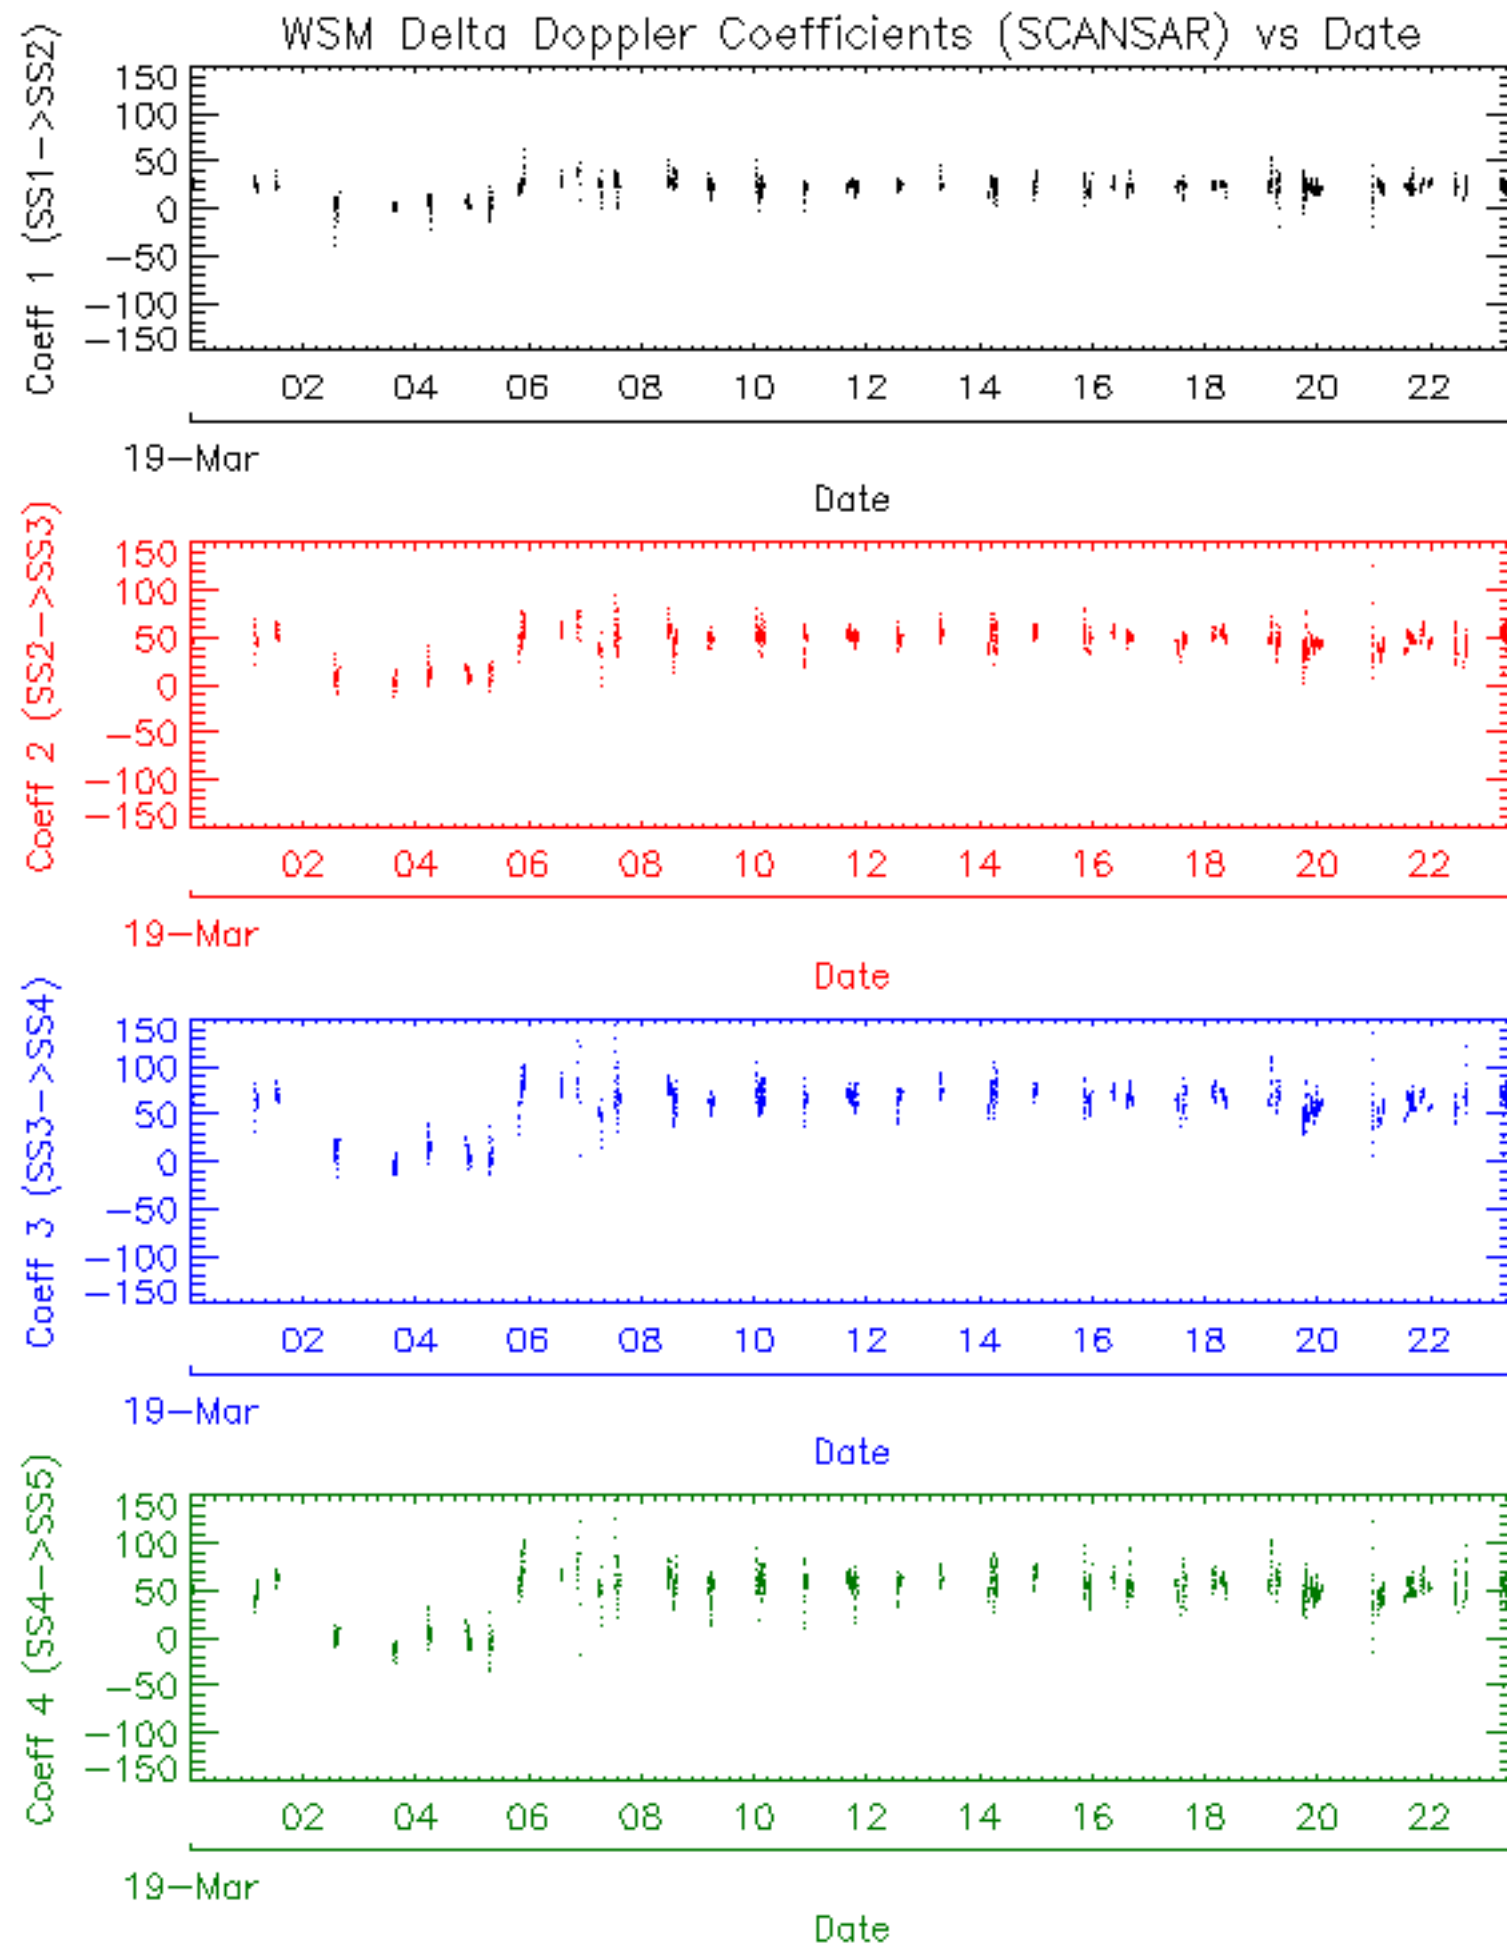 WSM Delta Doppler Coefficients (SCANSAR) vs Date
Coeff 1 (SS1->SS2)
150
100
50
0
-50
-100
-150
02 04 06 08 10 12 14 16 18 20 22
19-Mar
Date
Coeff 2 (SS2->SS3)
150
100
50
0
-50
-100
-150
02 04 06 08 10 12 14 16 18 20 22
19-Mar
Date
Coeff 3 (SS3->SS4)
150
100
50
0
-50
-100
-150
02 04 06 08 10 12 14 16 18 20 22
19-Mar
Date
Coeff 4 (SS4->SS5)
150
100
50
0
-50
-100
-150
02 04 06 08 10 12 14 16 18 20 22
19-Mar
Date